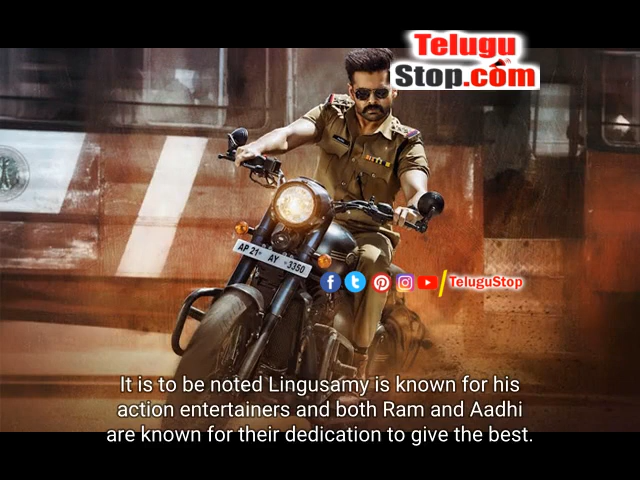 Telugu
Stop.com
AP 21 AY 3350
TeluguStop
It is to be noted Lingusamy is known for his
action entertainers and both Ram and Aadhi
are known for their dedication to give the best.